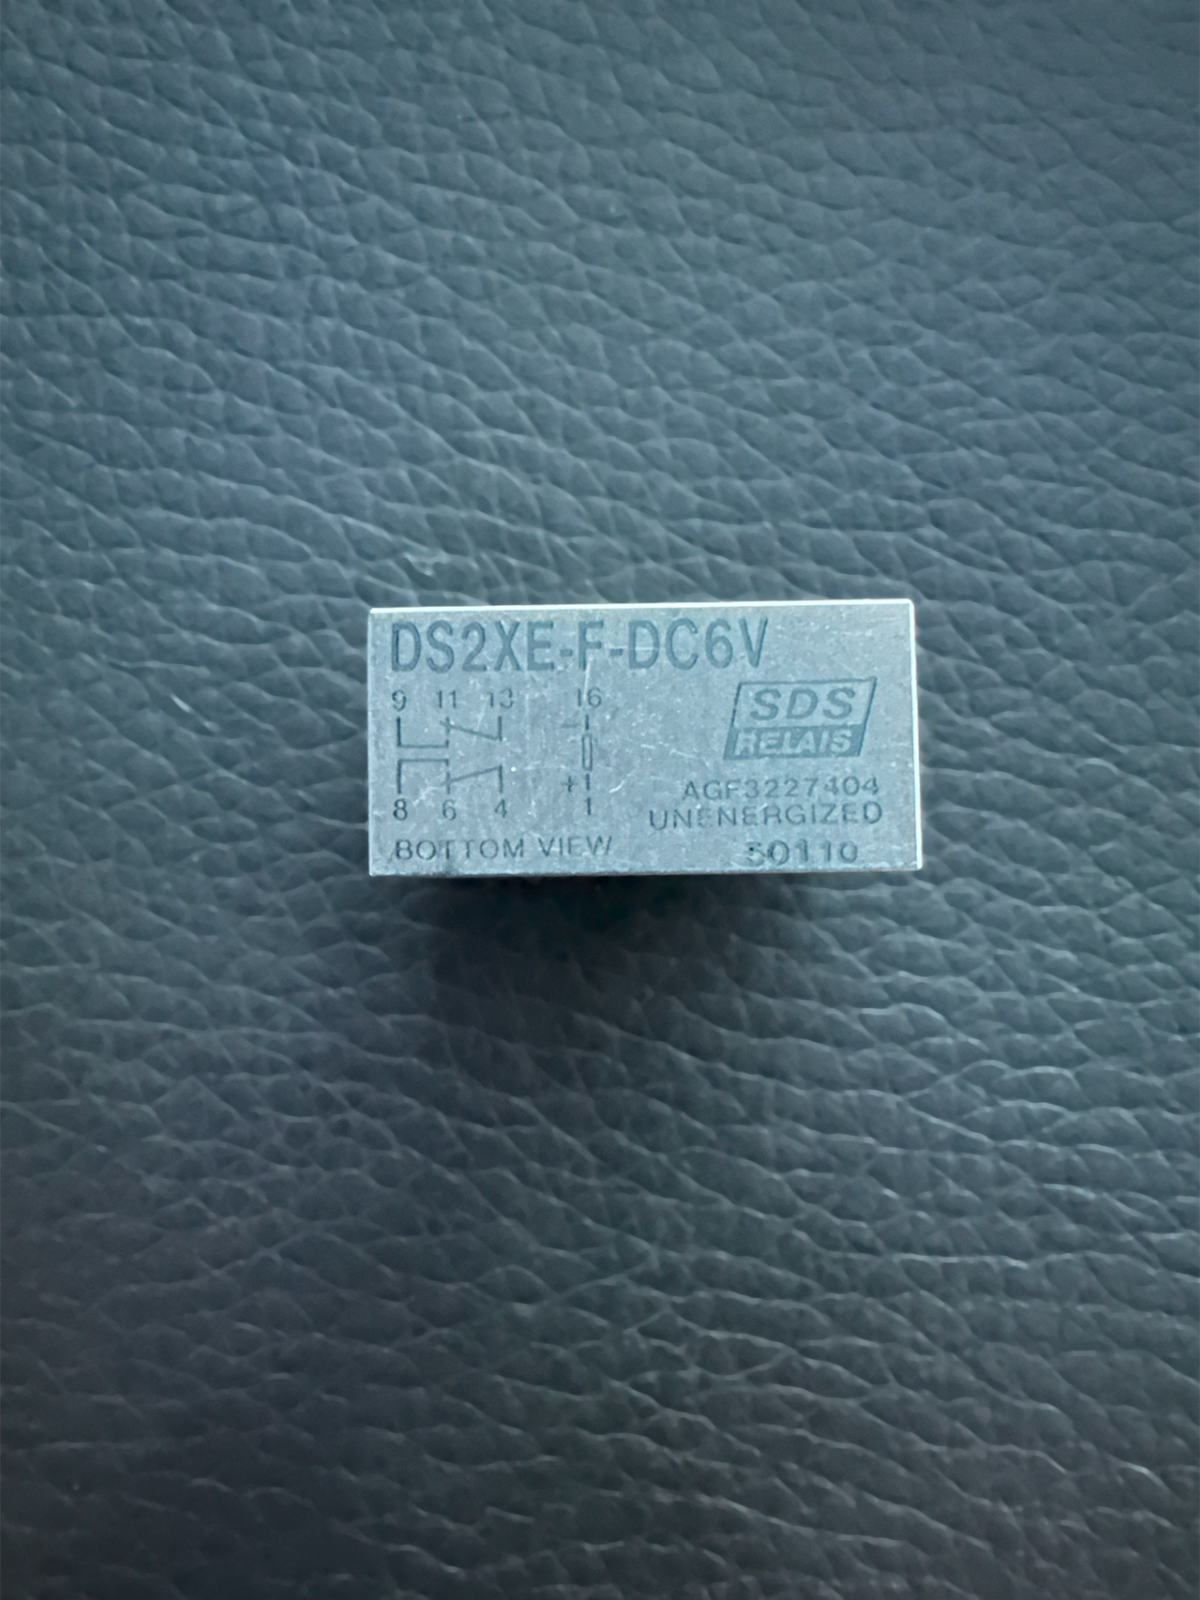 DS2XE-F-DC6V
9 11 13 16
SDS
RELAIS
−
+
8 6 4 1
AGF3227404
UNENERGIZED
BOTTOM VIEW
50110